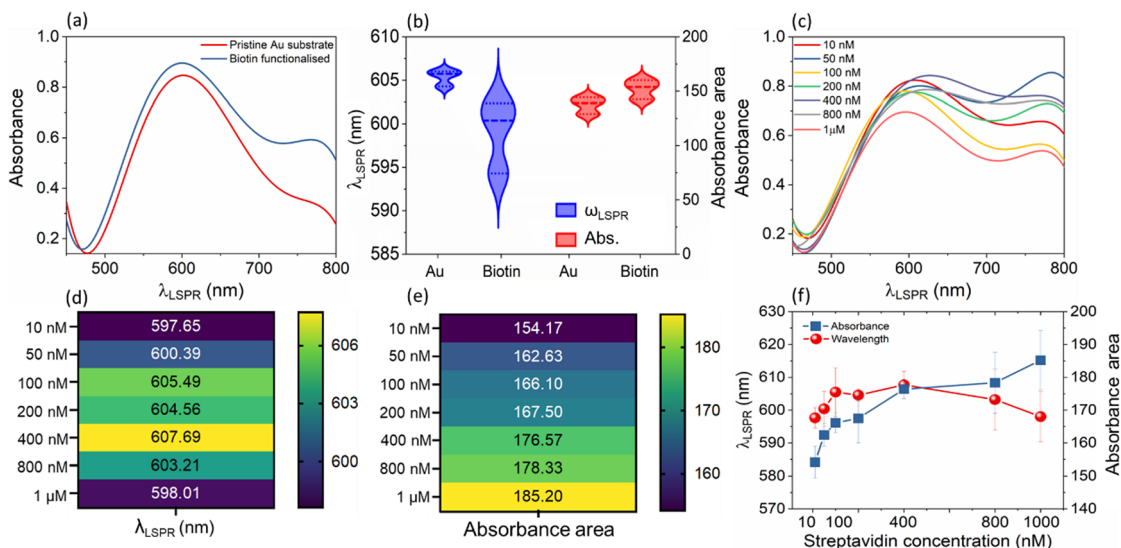 (a)
Pristine Au substrate
Biotin functionalised
Absorbance
1.0
0.8
0.6
0.4
0.2
500
600
700
800
λLSPR (nm)
(b)
λLSPR (nm)
610
605
600
595
590
585
ωLSPR
Abs.
Au
Biotin
Au
Biotin
200
150
100
50
0
Absorbance area
(c)
10 nM
50 nM
100 nM
200 nM
400 nM
800 nM
1μM
Absorbance
1.0
0.8
0.6
0.4
0.2
500
600
700
800
λLSPR (nm)
(d)
10 nM 597.65
50 nM 600.39
100 nM 605.49
200 nM 604.56
400 nM 607.69
800 nM 603.21
1 μM 598.01
λLSPR (nm)
606
603
600
(e)
10 nM 154.17
50 nM 162.63
100 nM 166.10
200 nM 167.50
400 nM 176.57
800 nM 178.33
1 μM 185.20
Absorbance area
180
170
160
(f)
Absorbance
Wavelength
λLSPR (nm)
630
620
610
600
590
580
570
10 100 400 800 1000
Streptavidin concentration (nM)
200
190
180
170
160
150
140
Absorbance area